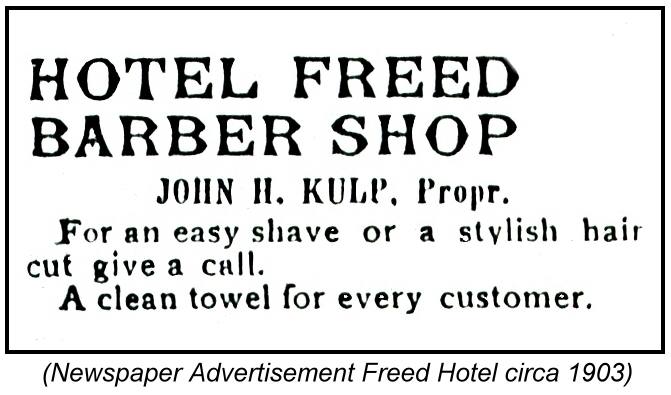 HOTEL FREED
BARBER SHOP
JOHN H. KULP, Propr.
For an easy shave or a stylish hair
cut give a call.
A clean towel for every customer.
(Newspaper Advertisement Freed Hotel circa 1903)